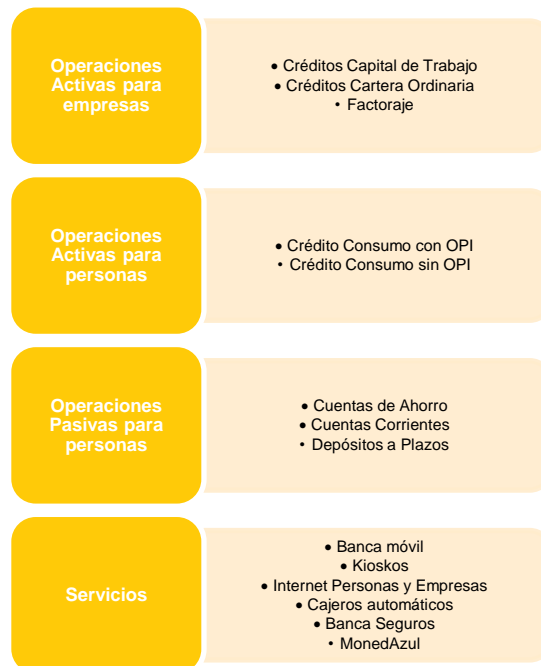 Operaciones
Activas para
empresas
• Créditos Capital de Trabajo
• Créditos Cartera Ordinaria
• Factoraje
Operaciones
Activas para
personas
• Crédito Consumo con OPI
• Crédito Consumo sin OPI
Operaciones
Pasivas para
personas
• Cuentas de Ahorro
• Cuentas Corrientes
• Depósitos a Plazos
Servicios
• Banca móvil
• Kioskos
• Internet Personas y Empresas
• Cajeros automáticos
• Banca Seguros
• MonedAzul